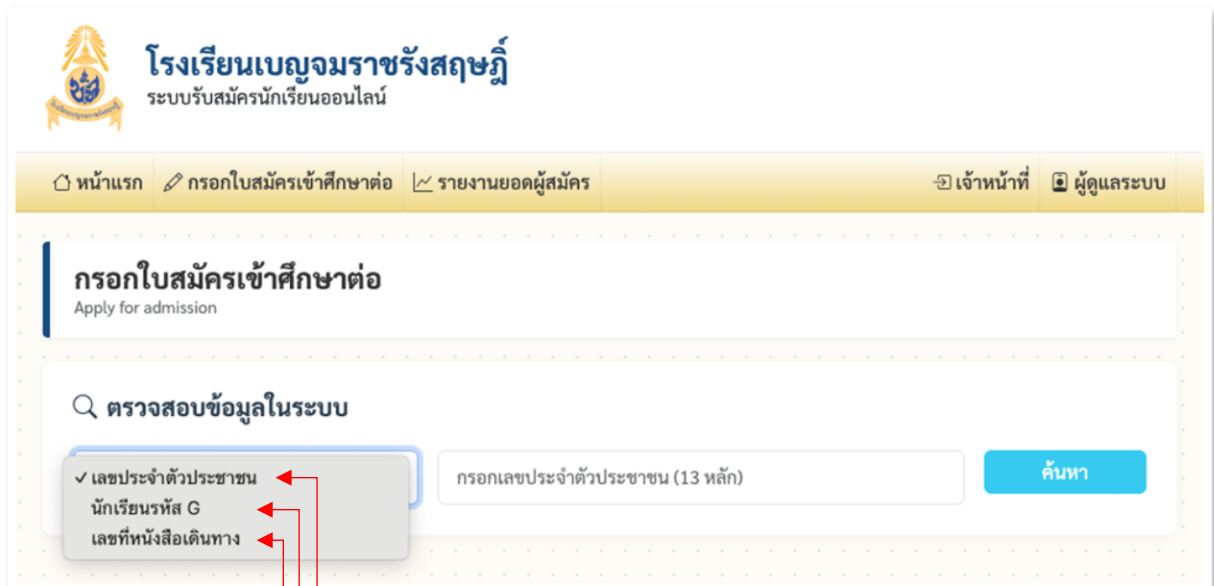 โรงเรียนเบญจมราชรังสฤษฎิ์
ระบบรับสมัครนักเรียนออนไลน์
หน้าแรก กรอกใบสมัครเข้าศึกษาต่อ รายงานยอดผู้สมัคร เจ้าหน้าที่ ผู้ดูแลระบบ
กรอกใบสมัครเข้าศึกษาต่อ
Apply for admission
ตรวจสอบข้อมูลในระบบ
✓ เลขประจำตัวประชาชน
นักเรียนรหัส G
เลขที่หนังสือเดินทาง
กรอกเลขประจำตัวประชาชน (13 หลัก)
ค้นหา